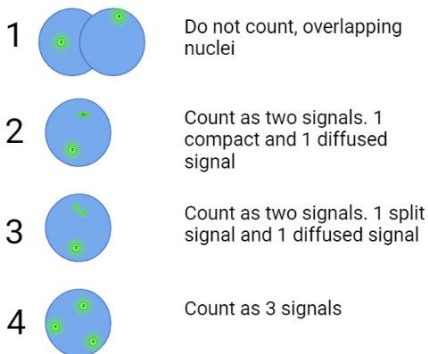 1
Do not count, overlapping
nuclei
2
Count as two signals. 1
compact and 1 diffused
signal
3
Count as two signals. 1 split
signal and 1 diffused signal
4
Count as 3 signals